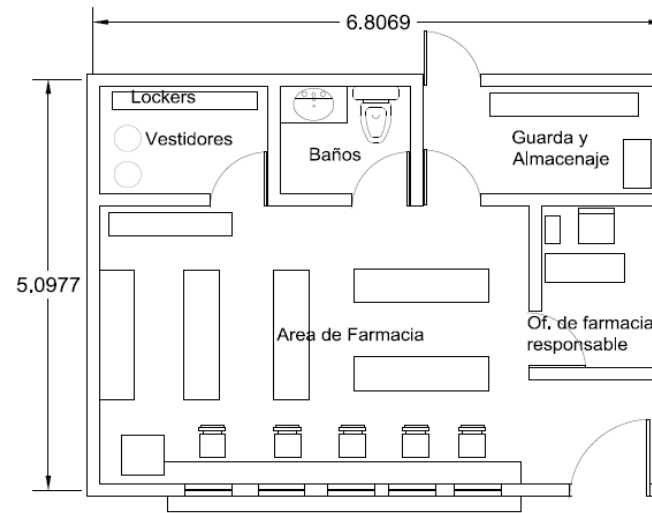 6.8069
Lockers
Vestidores
Baños
Guarda y
Almacenaje
5.0977
Area de Farmacia
Of. de farmacia
responsable